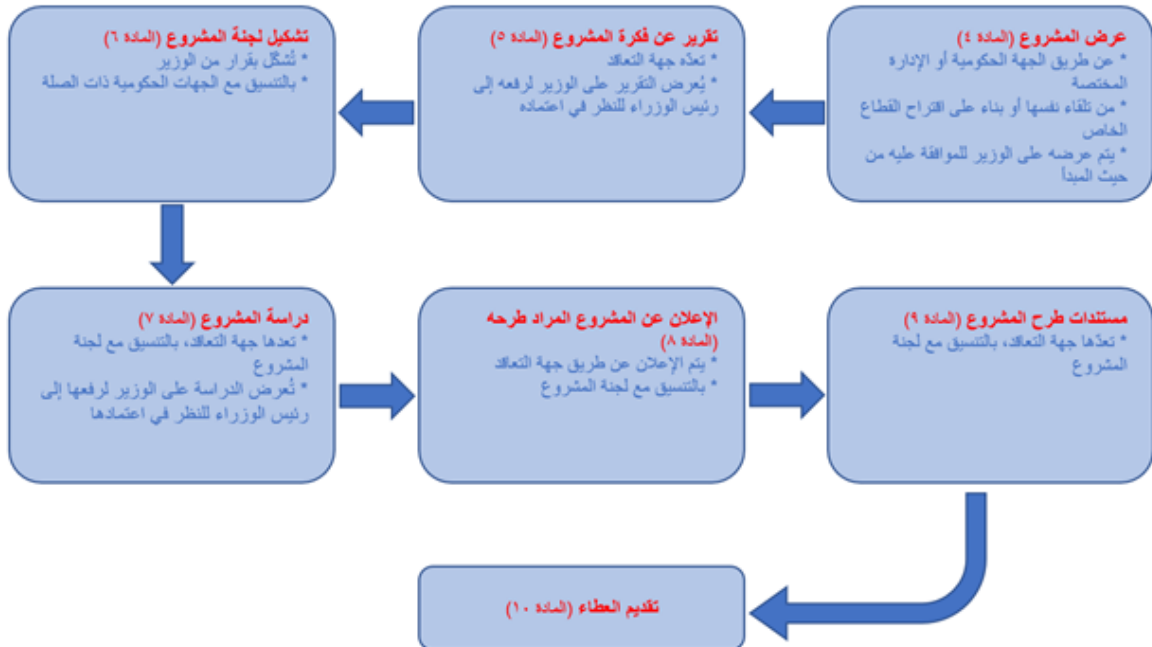 عرض المشروع (المادة ٤)
* عن طريق الجهة الحكومية أو الإدارة
المختصة
* من تلقاء نفسها أو بناء على اقتراح القطاع
الخاص
* يتم عرضه على الوزير للموافقة عليه من
حيث المبدأ
تقرير عن فكرة المشروع (المادة ٥)
* تعدّه جهة التعاقد
* يُعرض التقرير على الوزير لرفعه إلى
رئيس الوزراء للنظر في اعتماده
تشكيل لجنة المشروع (المادة ٦)
* تُشكّل بقرار من الوزير
* بالتنسيق مع الجهات الحكومية ذات الصلة
دراسة المشروع (المادة ٧)
* تعدها جهة التعاقد، بالتنسيق مع لجنة
المشروع
* تُعرض الدراسة على الوزير لرفعها إلى
رئيس الوزراء للنظر في اعتمادها
الإعلان عن المشروع المراد طرحه
(المادة ٨)
* يتم الإعلان عن طريق جهة التعاقد
* بالتنسيق مع لجنة المشروع
مستندات طرح المشروع (المادة ٩)
* تعدّها جهة التعاقد، بالتنسيق مع لجنة
المشروع
تقديم العطاء (المادة ١٠)